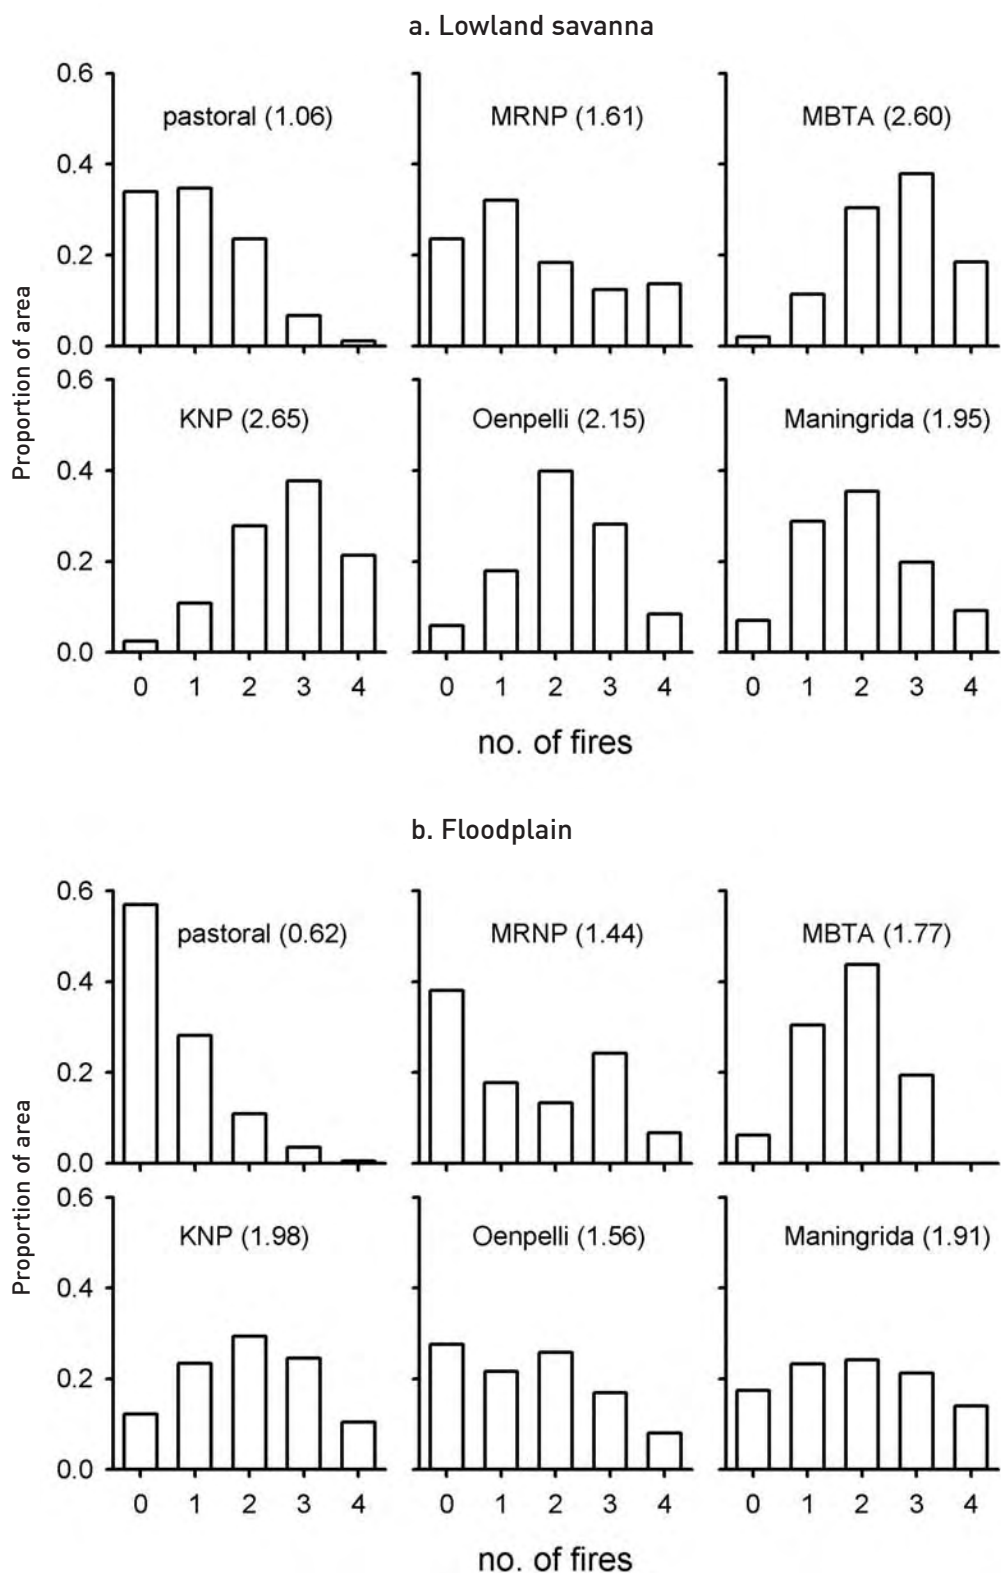 a. Lowland savanna
0.6
pastoral (1.06)
MRNP (1.61)
MBTA (2.60)
0.4
0.2
0.0
Proportion of area
0.6
KNP (2.65)
Oenpelli (2.15)
Maningrida (1.95)
0.4
0.2
0.0
0 1 2 3 4
0 1 2 3 4
0 1 2 3 4
no. of fires
b. Floodplain
0.6
pastoral (0.62)
MRNP (1.44)
MBTA (1.77)
0.4
0.2
0.0
Proportion of area
0.6
KNP (1.98)
Oenpelli (1.56)
Maningrida (1.91)
0.4
0.2
0.0
0 1 2 3 4
0 1 2 3 4
0 1 2 3 4
no. of fires